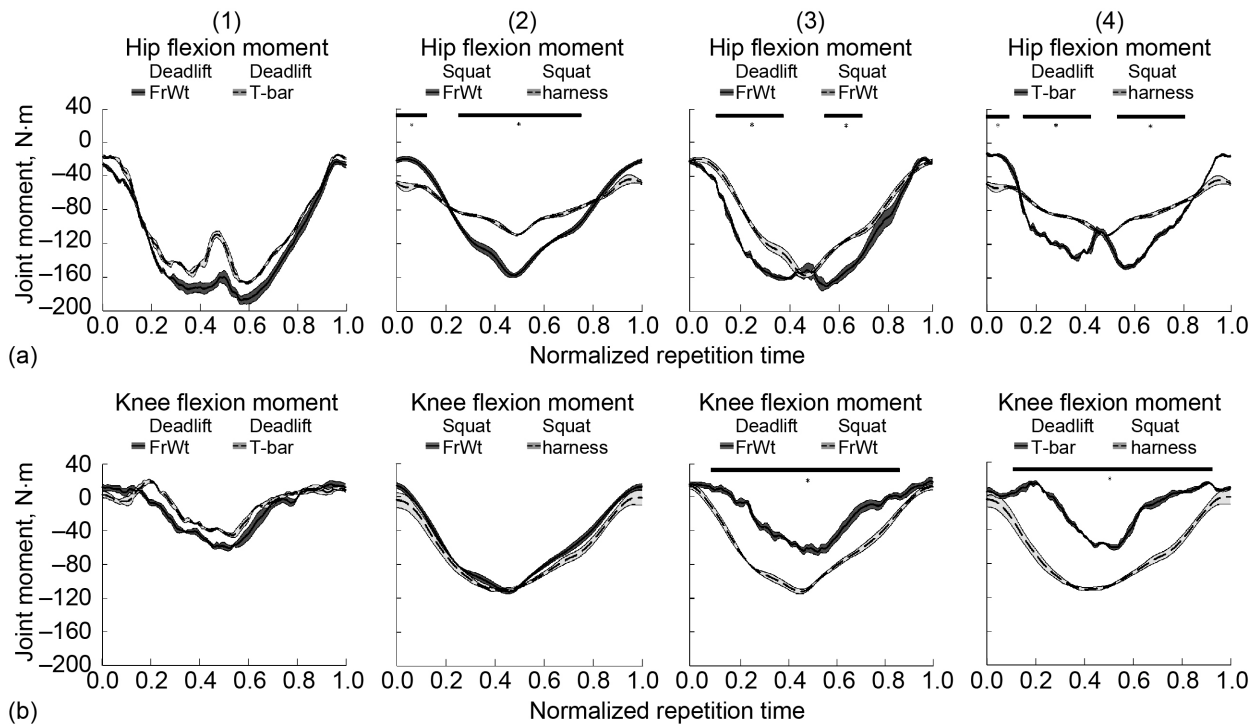 (1) (2) (3) (4)
Hip flexion moment Hip flexion moment Hip flexion moment Hip flexion moment
Deadlift Deadlift Squat Squat Deadlift Squat Deadlift Squat
FrWt T-bar FrWt harness FrWt FrWt T-bar harness
Joint moment, N·m
40
0
–40
–80
–120
–160
–200
* * * * * * *
0.0 0.2 0.4 0.6 0.8 1.0 0.0 0.2 0.4 0.6 0.8 1.0 0.0 0.2 0.4 0.6 0.8 1.0 0.0 0.2 0.4 0.6 0.8 1.0
(a) Normalized repetition time
Knee flexion moment Knee flexion moment Knee flexion moment Knee flexion moment
Deadlift Deadlift Squat Squat Deadlift Squat Deadlift Squat
FrWt T-bar FrWt harness FrWt FrWt T-bar harness
Joint moment, N·m
40
0
–40
–80
–120
–160
–200
* *
0.0 0.2 0.4 0.6 0.8 1.0 0.0 0.2 0.4 0.6 0.8 1.0 0.0 0.2 0.4 0.6 0.8 1.0 0.0 0.2 0.4 0.6 0.8 1.0
(b) Normalized repetition time